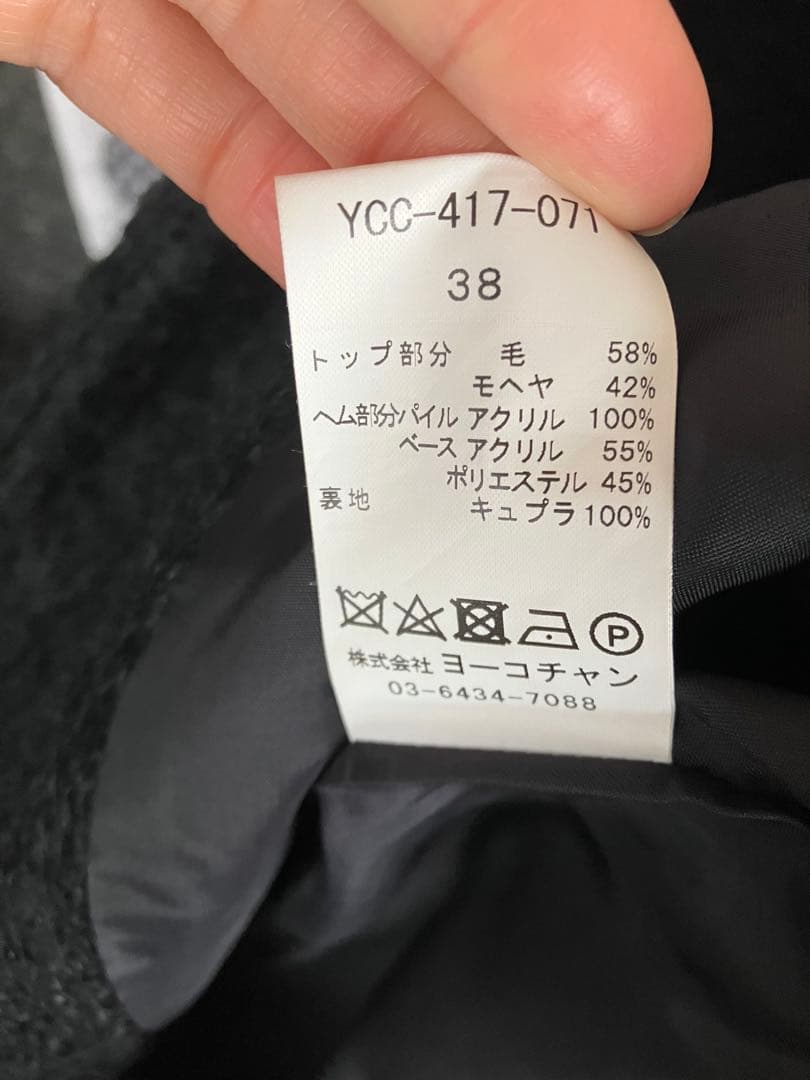 YCC-417-071
38
トップ部分 毛 58%
モヘヤ 42%
ヘム部分パイル アクリル 100%
ベース アクリル 55%
ポリエステル 45%
裏地 キュプラ 100%
P
株式会社 ヨーコチャン
03-6434-7088